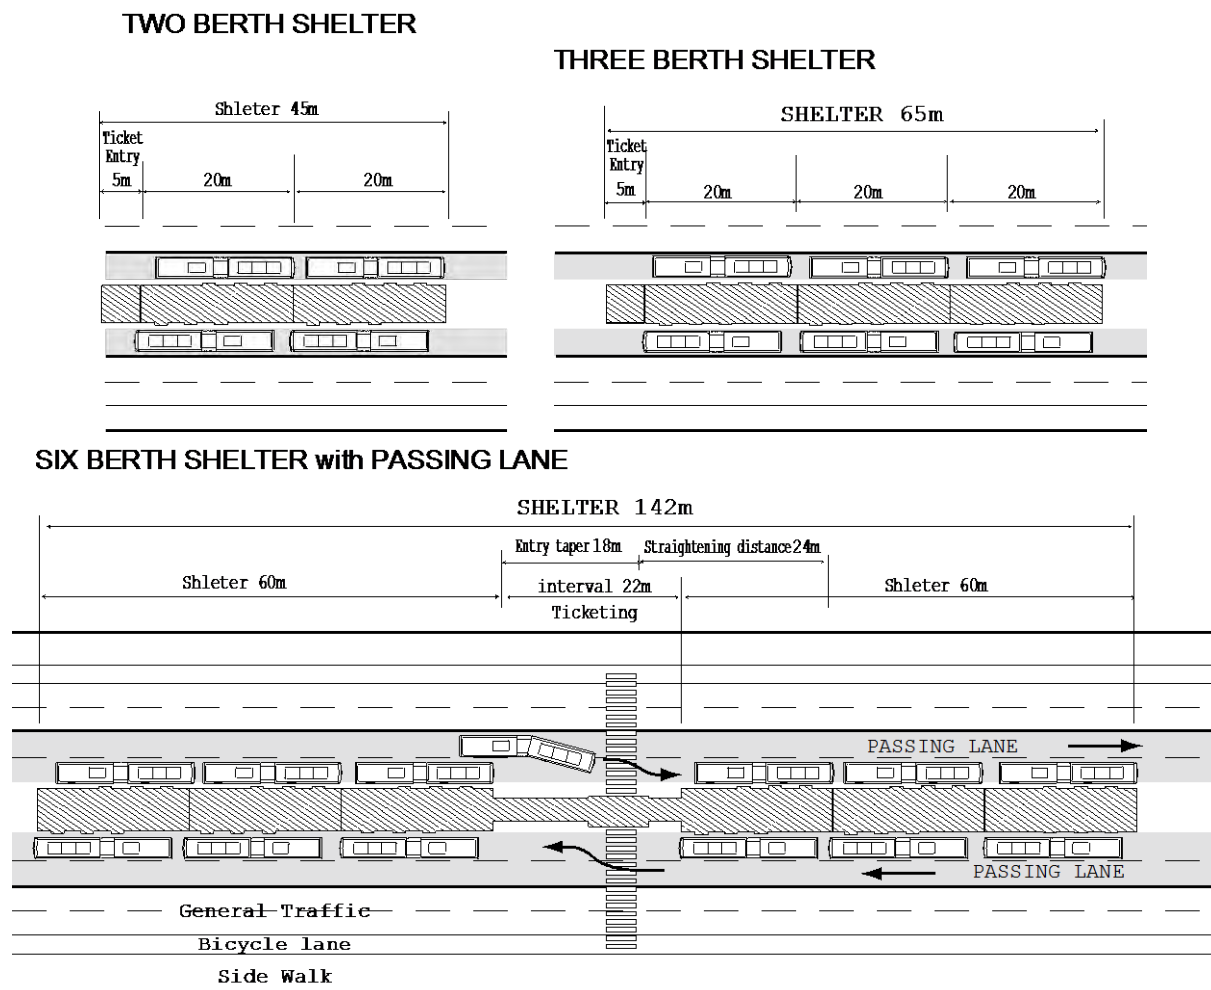 TWO BERTH SHELTER
THREE BERTH SHELTER
Shleter 45m
Ticket
Entry
5m
20m
20m
SHELTER 65m
Ticket
Entry
5m
20m
20m
20m
SIX BERTH SHELTER with PASSING LANE
SHELTER 142m
Entry taper 18m
Straightening distance 24m
Shleter 60m
interval 22m
Shleter 60m
Ticketing
PASSING LANE
PASSING LANE
General Traffic
Bicycle lane
Side Walk